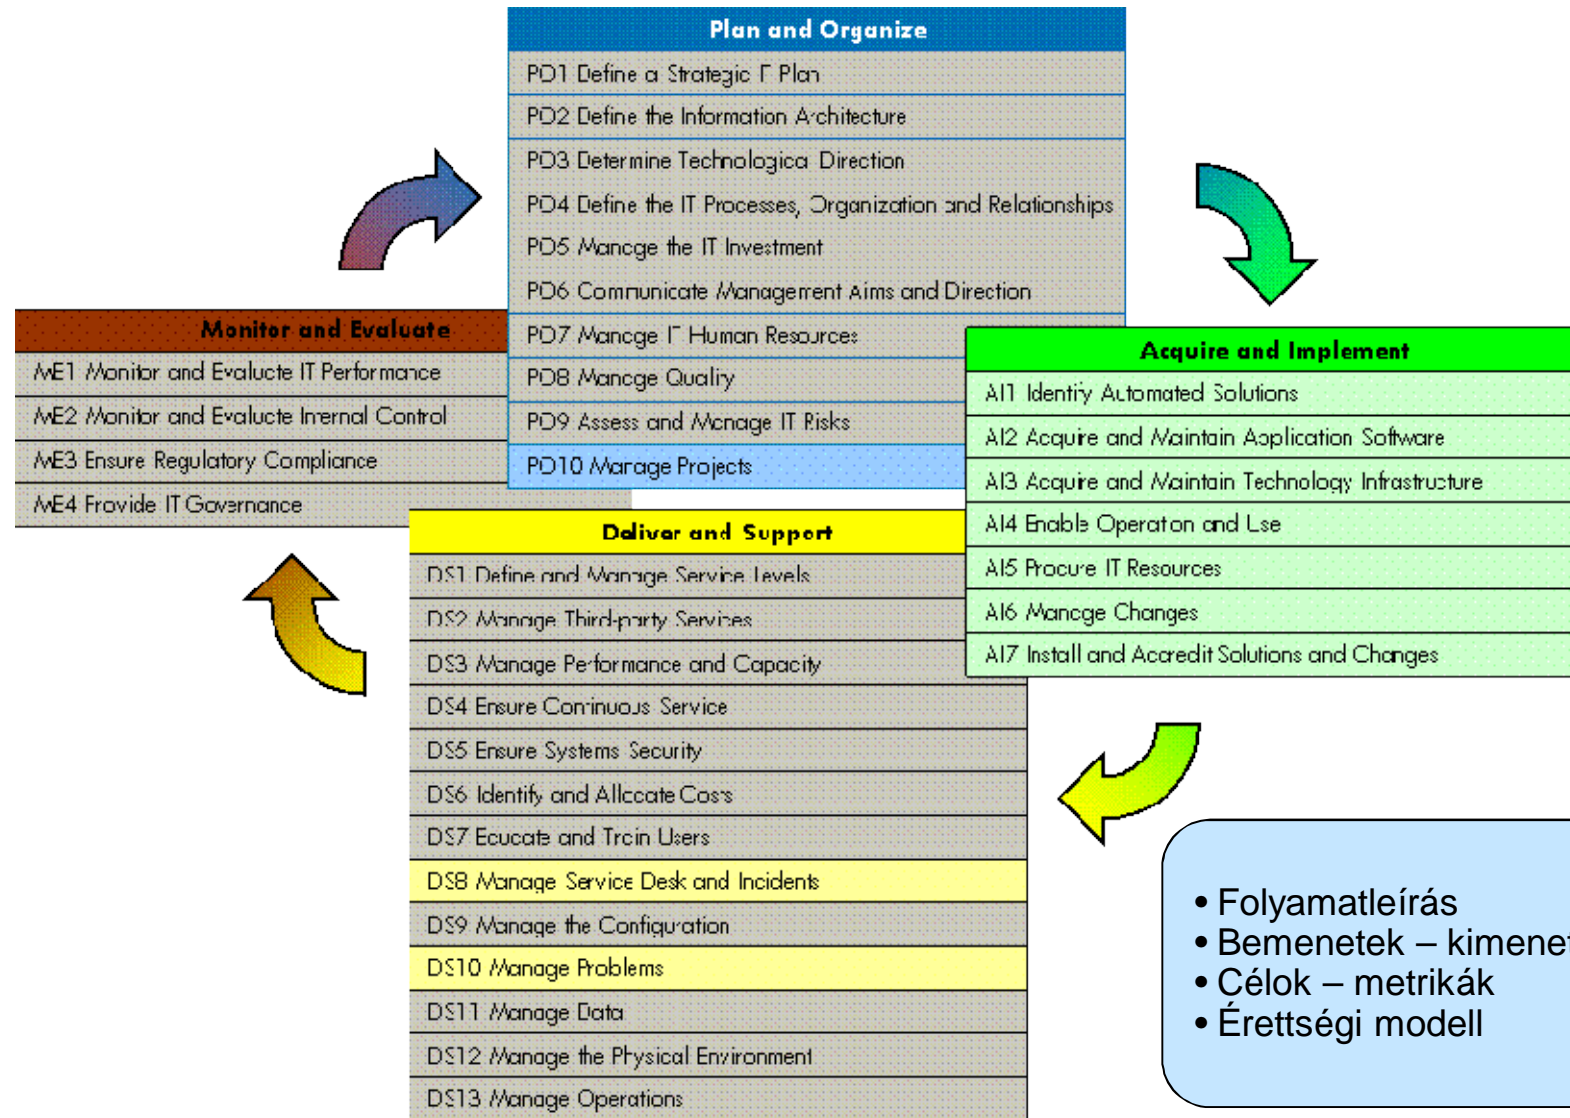 Plan and Organize
PO1 Define a Strategic IT Plan
PO2 Define the Information Architecture
PO3 Determine Technological Direction
PO4 Define the IT Processes, Organization and Relationships
PO5 Manage the IT Investment
PO6 Communicate Management Aims and Direction
PO7 Manage IT Human Resources
PO8 Manage Quality
PO9 Assess and Manage IT Risks
PO10 Manage Projects
Monitor and Evaluate
ME1 Monitor and Evaluate IT Performance
ME2 Monitor and Evaluate Internal Control
ME3 Ensure Regulatory Compliance
ME4 Provide IT Governance
Acquire and Implement
AI1 Identify Automated Solutions
AI2 Acquire and Maintain Application Software
AI3 Acquire and Maintain Technology Infrastructure
AI4 Enable Operation and Use
AI5 Procure IT Resources
AI6 Manage Changes
AI7 Install and Accredit Solutions and Changes
Deliver and Support
DS1 Define and Manage Service Levels
DS2 Manage Third-party Services
DS3 Manage Performance and Capacity
DS4 Ensure Continuous Service
DS5 Ensure Systems Security
DS6 Identify and Allocate Costs
DS7 Educate and Train Users
DS8 Manage Service Desk and Incidents
DS9 Manage the Configuration
DS10 Manage Problems
DS11 Manage Data
DS12 Manage the Physical Environment
DS13 Manage Operations
• Folyamatleírás
• Bemenetek – kimenet
• Célok – metrikák
• Érettségi modell